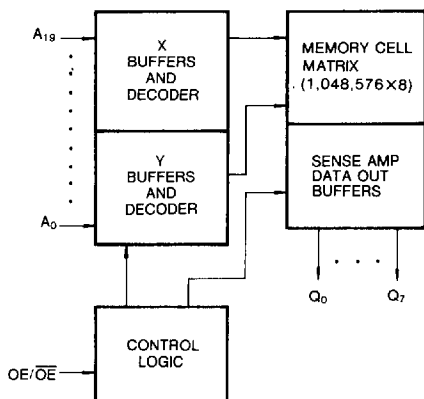 A₁₉
X
BUFFERS
AND
DECODER
MEMORY CELL
MATRIX
(1,048,576×8)
Y
BUFFERS
AND
DECODER
SENSE AMP
DATA OUT
BUFFERS
A₀
Q₀
Q₇
CONTROL
LOGIC
OE/O̅E̅